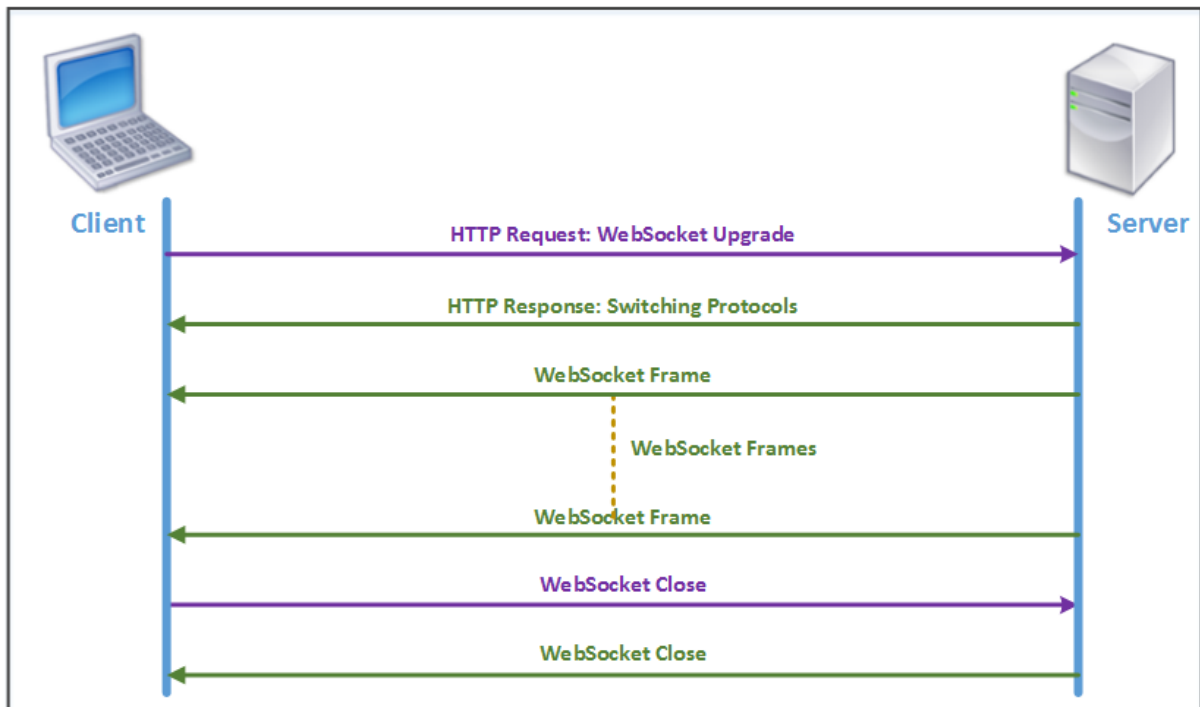 Client
Server
HTTP Request: WebSocket Upgrade
HTTP Response: Switching Protocols
WebSocket Frame
WebSocket Frames
WebSocket Frame
WebSocket Close
WebSocket Close